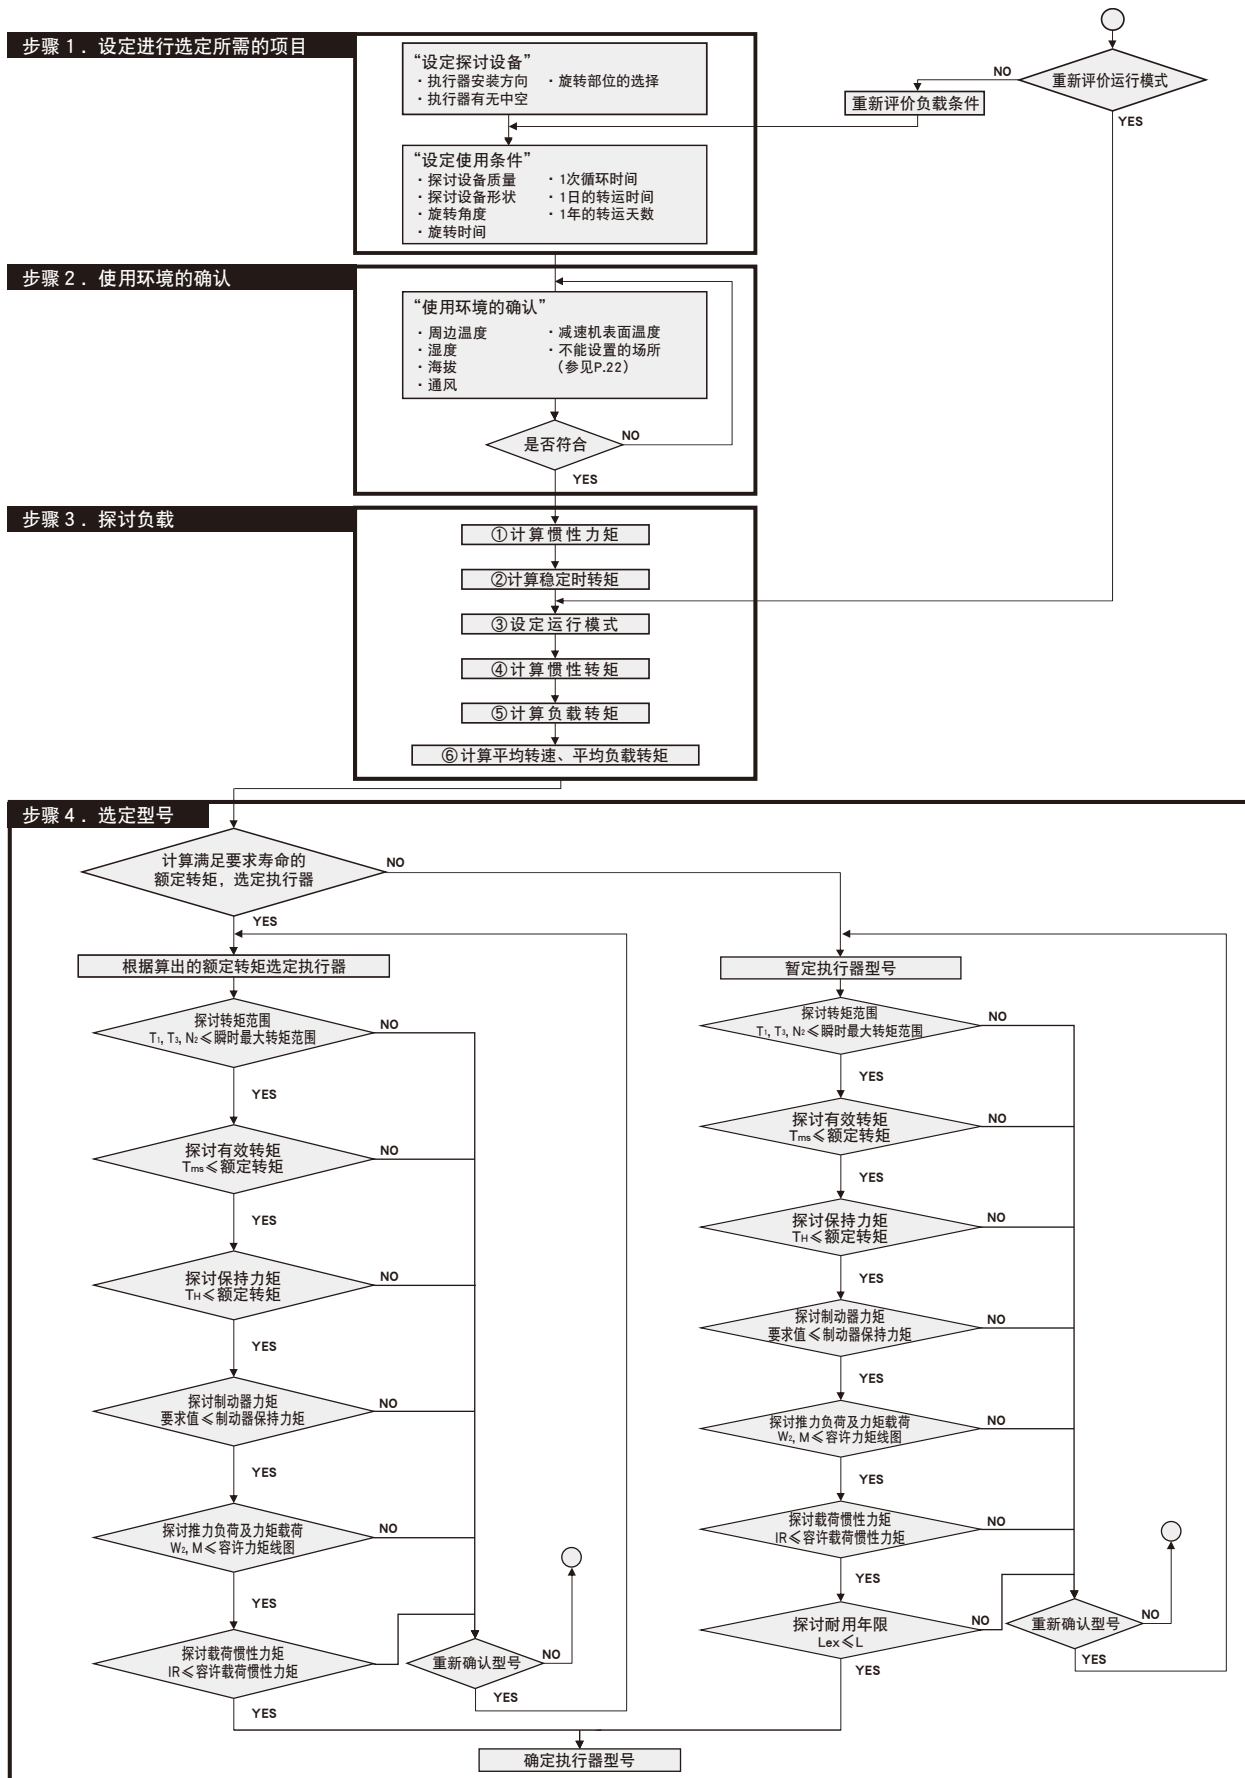 步骤 1．设定进行选定所需的项目
“设定探讨设备”
・执行器安装方向 ・旋转部位的选择
・执行器有无中空
重新评价运行模式
NO
YES
重新评价负载条件
“设定使用条件”
・探讨设备质量 ・1次循环时间
・探讨设备形状 ・1日的转运时间
・旋转角度 ・1年的转运天数
・旋转时间
步骤 2．使用环境的确认
“使用环境的确认”
・周边温度 ・减速机表面温度
・湿度 ・不能设置的场所
・海拔 （参见P.22）
・通风
是否符合
NO
YES
步骤 3．探讨负载
①计算惯性力矩
②计算稳定时转矩
③设定运行模式
④计算惯性转矩
⑤计算负载转矩
⑥计算平均转速、平均负载转矩
步骤 4．选定型号
计算满足要求寿命的
额定转矩，选定执行器
NO
YES
根据算出的额定转矩选定执行器
探讨转矩范围
T₁, T₃, N₂≤瞬时最大转矩范围
NO
YES
探讨有效转矩
Tms≤额定转矩
NO
YES
探讨保持力矩
TH≤额定转矩
NO
YES
探讨制动器力矩
要求值≤制动器保持力矩
NO
YES
探讨推力负荷及力矩载荷
W₂, M≤容许力矩线图
NO
YES
探讨载荷惯性力矩
IR≤容许载荷惯性力矩
YES
重新确认型号
NO
YES
暂定执行器型号
探讨转矩范围
T₁, T₃, N₂≤瞬时最大转矩范围
NO
YES
探讨有效转矩
Tms≤额定转矩
NO
YES
探讨保持力矩
TH≤额定转矩
NO
YES
探讨制动器力矩
要求值≤制动器保持力矩
NO
YES
探讨推力负荷及力矩载荷
W₂, M≤容许力矩线图
NO
YES
探讨载荷惯性力矩
IR≤容许载荷惯性力矩
NO
YES
探讨耐用年限
Lex≤L
NO
YES
重新确认型号
NO
YES
确定执行器型号